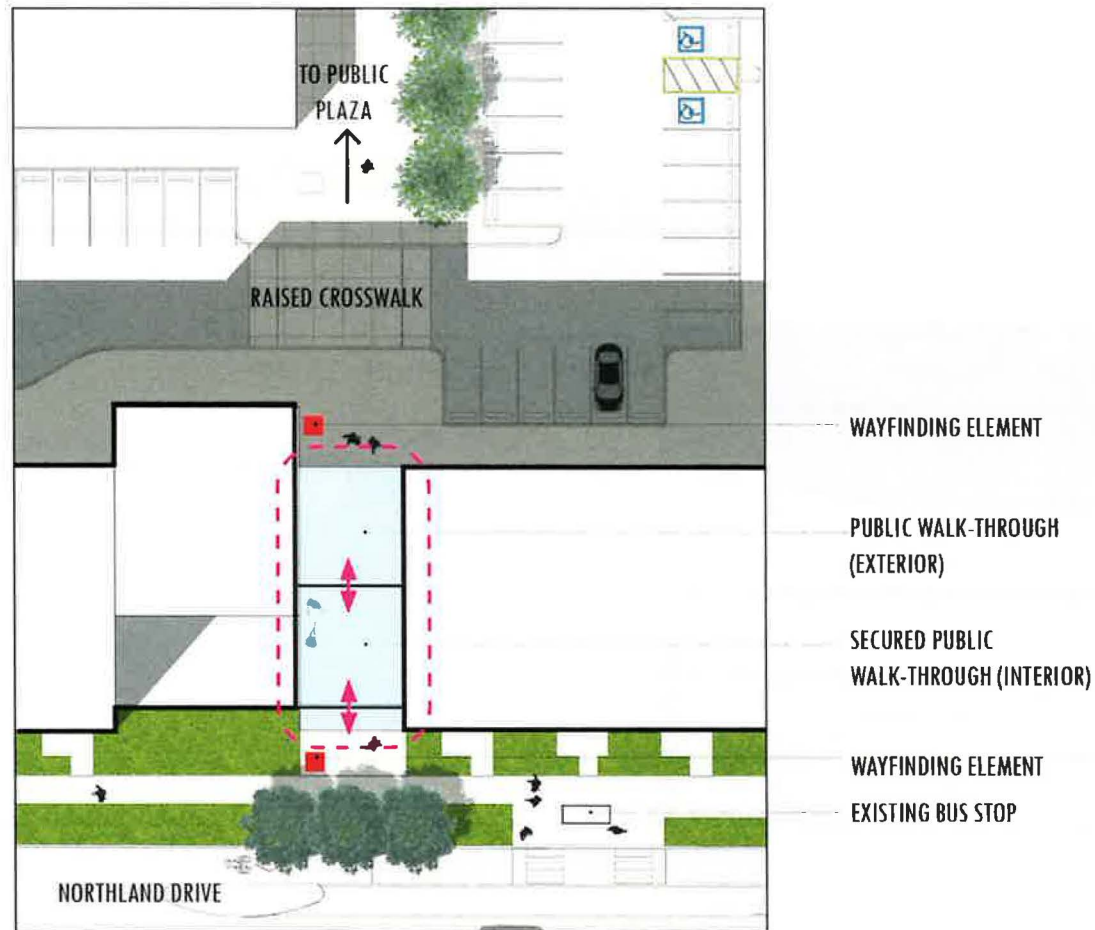 TO PUBLIC
PLAZA
RAISED CROSSWALK
WAYFINDING ELEMENT
PUBLIC WALK-THROUGH
(EXTERIOR)
SECURED PUBLIC
WALK-THROUGH (INTERIOR)
WAYFINDING ELEMENT
EXISTING BUS STOP
NORTHLAND DRIVE